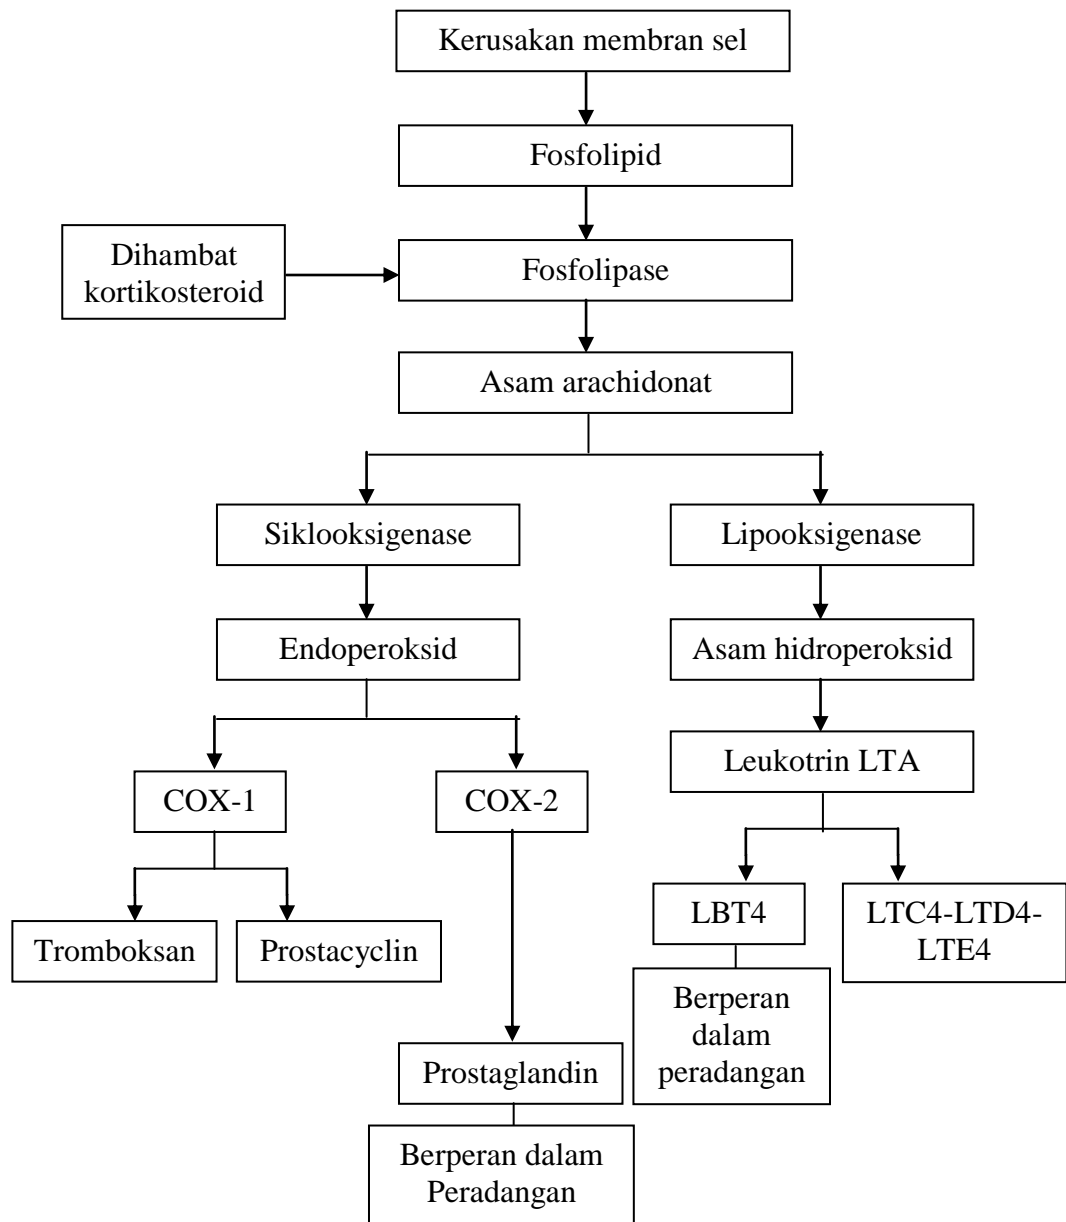 Kerusakan membran sel
Fosfolipid
Dihambat
kortikosteroid
Fosfolipase
Asam arachidonat
Siklooksigenase
Lipooksigenase
Endoperoksid
Asam hidroperoksid
Leukotrin LTA
COX-1
COX-2
LBT4
LTC4-LTD4-
LTE4
Tromboksan
Prostacyclin
Berperan
dalam
peradangan
Prostaglandin
Berperan dalam
Peradangan